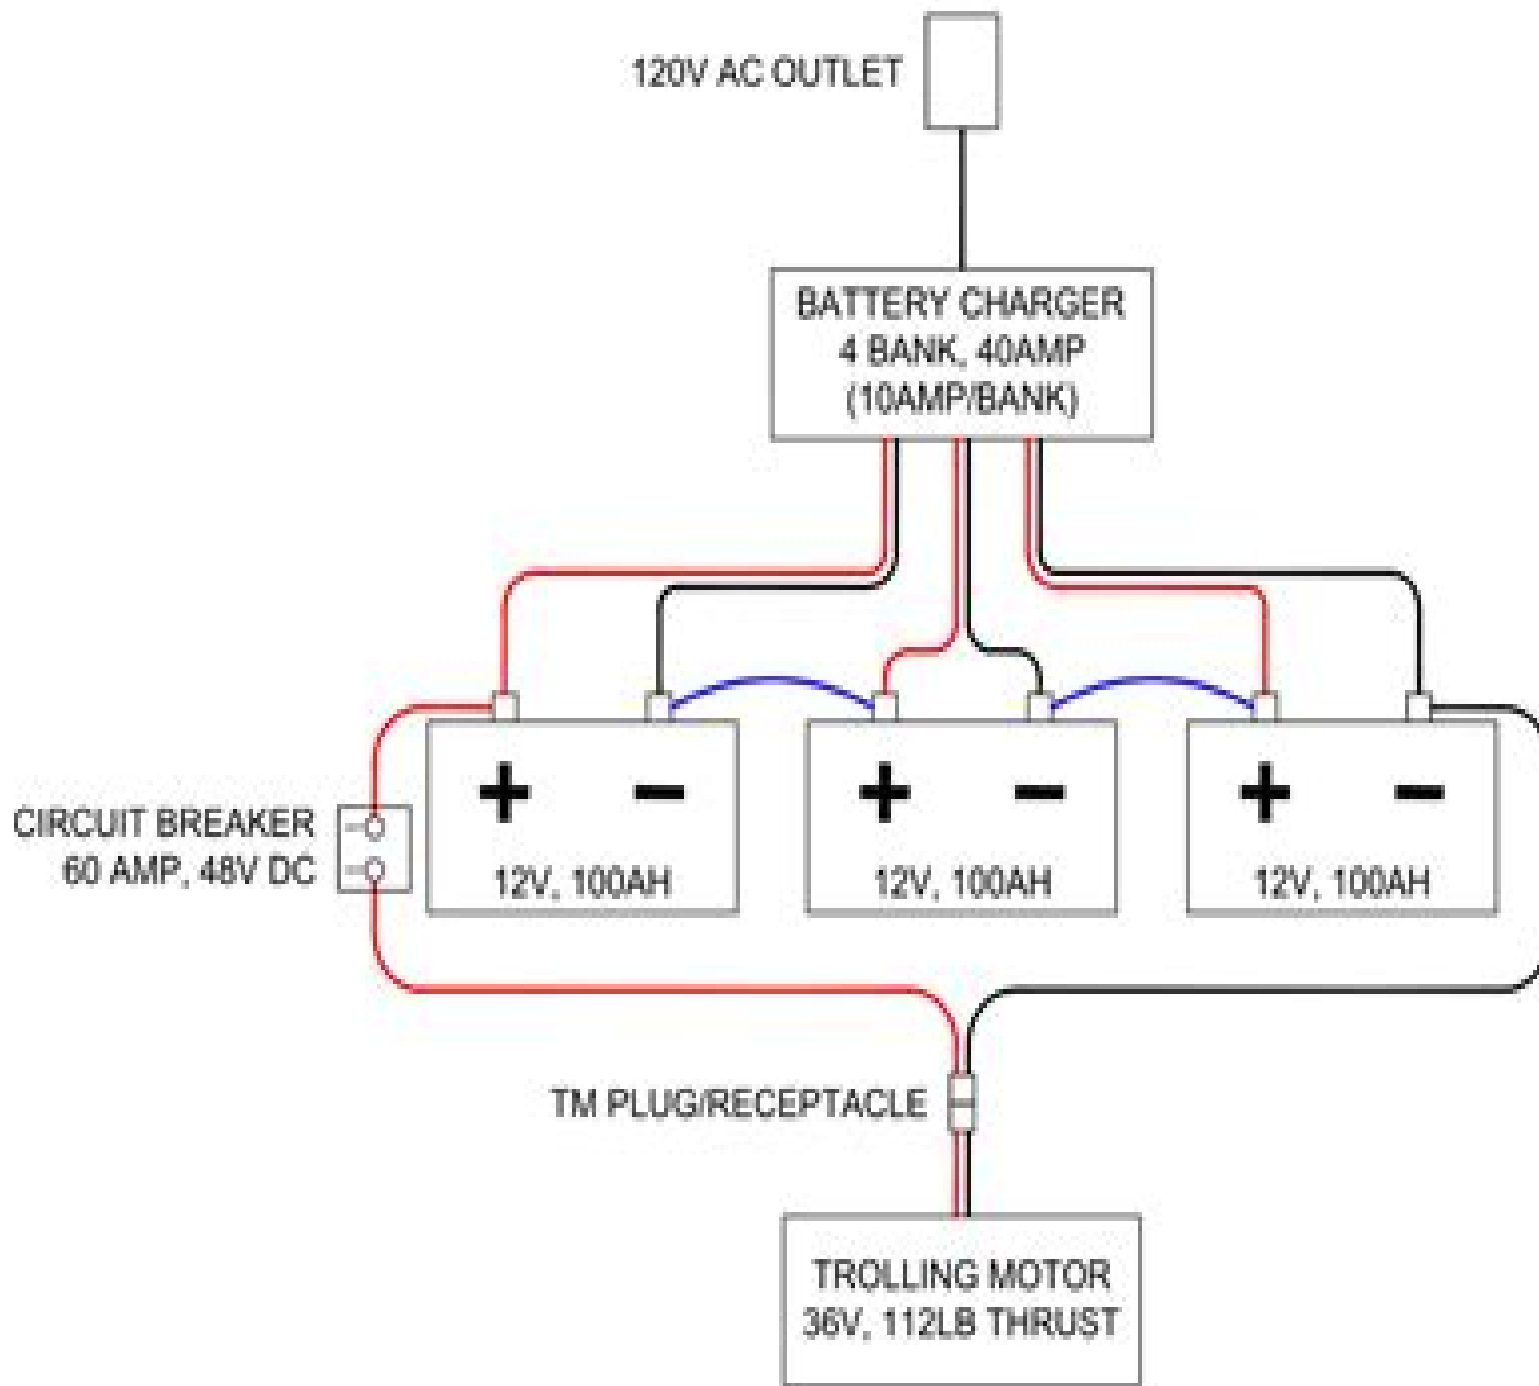 120V AC OUTLET
BATTERY CHARGER
4 BANK, 40AMP
(10AMP/BANK)
+ −
12V, 100AH
+ −
12V, 100AH
+ −
12V, 100AH
CIRCUIT BREAKER
60 AMP, 48V DC
TM PLUG/RECEPTACLE
TROLLING MOTOR
36V, 112LB THRUST